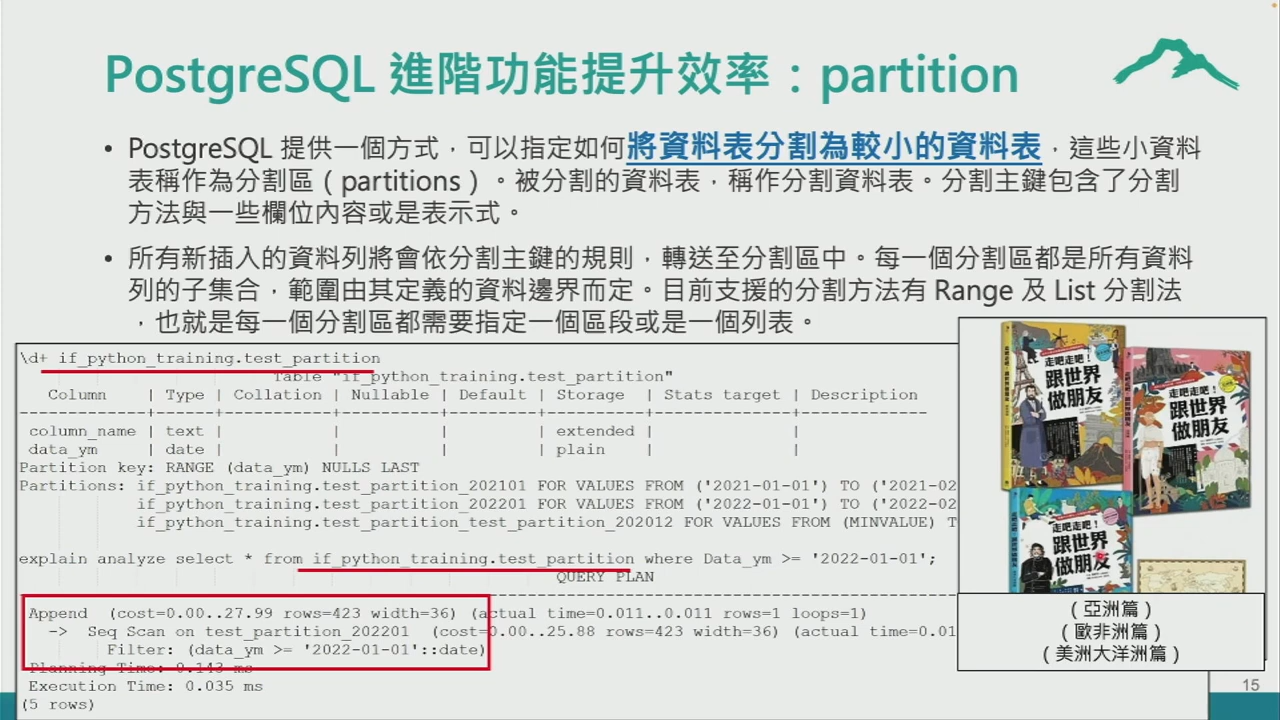 PostgreSQL 進階功能提升效率：partition
• PostgreSQL 提供一個方式，可以指定如何將資料表分割為較小的資料表，這些小資料
表稱作為分割區（partitions）。被分割的資料表，稱作分割資料表。分割主鍵包含了分割
方法與一些欄位內容或是表示式。
• 所有新插入的資料列將會依分割主鍵的規則，轉送至分割區中。每一個分割區都是所有資料
列的子集合，範圍由其定義的資料邊界而定。目前支援的分割方法有 Range 及 List 分割法
，也就是每一個分割區都需要指定一個區段或是一個列表。
\d+ if_python_training.test_partition
Table "if_python_training.test_partition"
Column | Type | Collation | Nullable | Default | Storage | Stats target | Description
-------------+------+-----------+----------+---------+----------+--------------+-------------
column_name | text | | | | extended | |
data_ym | date | | | | plain | |
Partition key: RANGE (data_ym) NULLS LAST
Partitions: if_python_training.test_partition_202101 FOR VALUES FROM ('2021-01-01') TO ('2021-02
if_python_training.test_partition_202201 FOR VALUES FROM ('2022-01-01') TO ('2022-02
if_python_training.test_partition_test_partition_202012 FOR VALUES FROM (MINVALUE) T
explain analyze select * from if_python_training.test_partition where Data_ym >= '2022-01-01';
QUERY PLAN
Append (cost=0.00..27.99 rows=423 width=36) (actual time=0.011..0.011 rows=1 loops=1)
-> Seq Scan on test_partition_202201 (cost=0.00..25.88 rows=423 width=36) (actual time=0.01
Filter: (data_ym >= '2022-01-01'::date)
Planning Time: 0.143 ms
Execution Time: 0.035 ms
(5 rows)
走吧走吧！
跟世界
做朋友
走吧走吧！
跟世界
做朋友
走吧走吧！
跟世界
做朋友
（亞洲篇）
（歐非洲篇）
（美洲大洋洲篇）
15